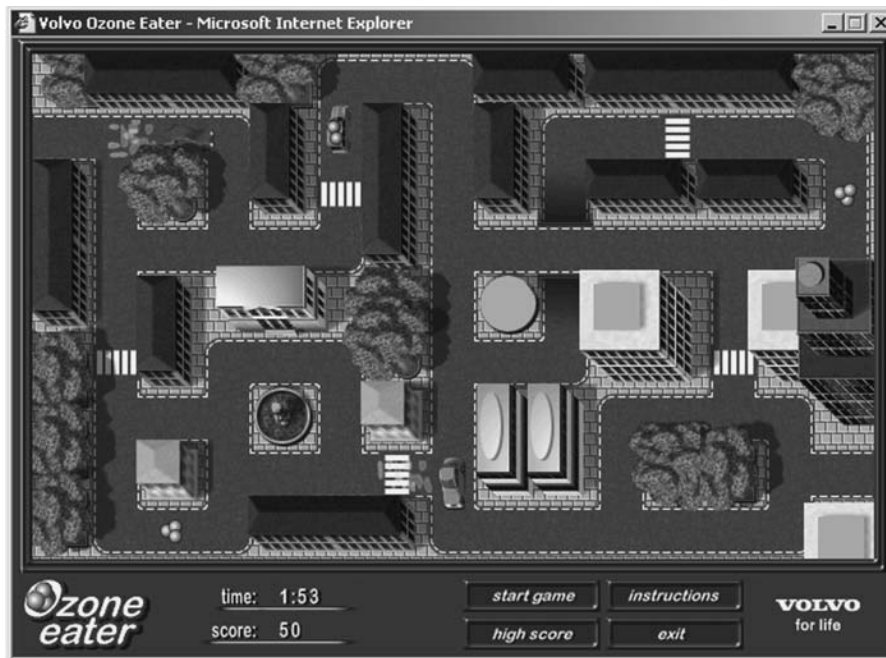 Volvo Ozone Eater - Microsoft Internet Explorer
Ozone
eater
time: 1:53
score: 50
start game
instructions
high score
exit
VOLVO
for life